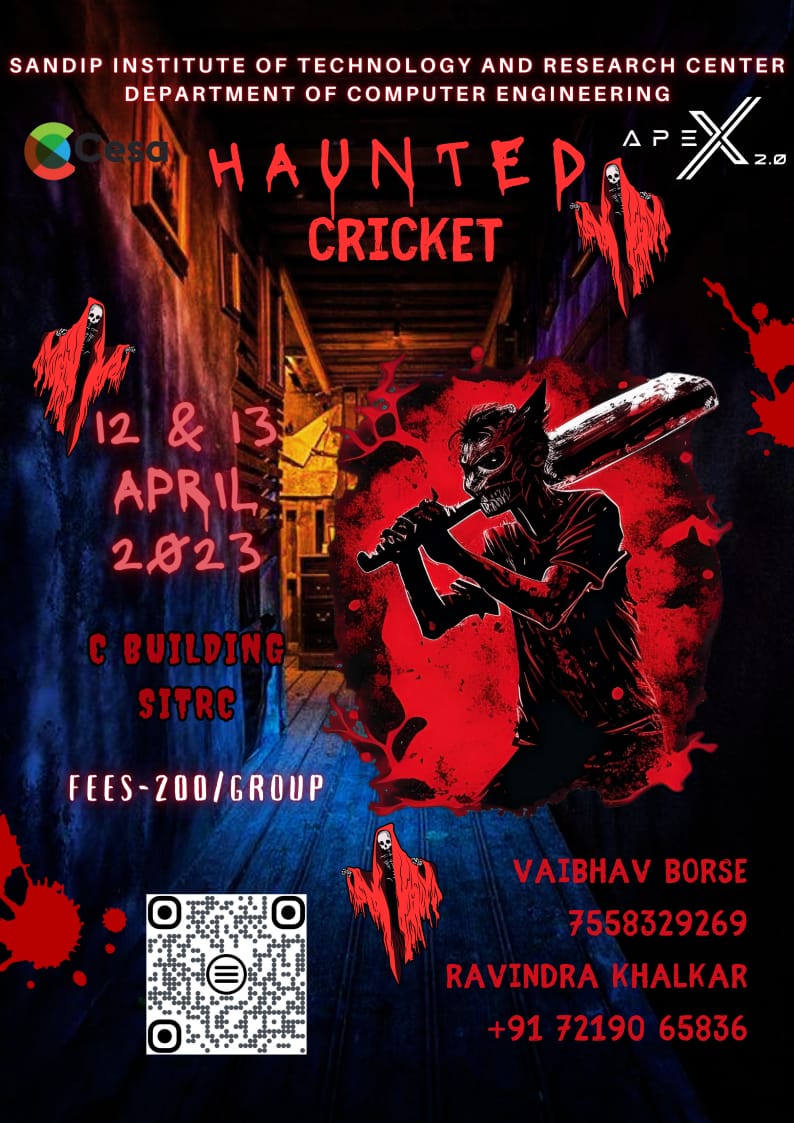 SANDIP INSTITUTE OF TECHNOLOGY AND RESEARCH CENTER
DEPARTMENT OF COMPUTER ENGINEERING
Cesa
APEX 2.0
HAUNTED
CRICKET
12 & 13
APRIL
2023
C BUILDING
SITRC
FEES-200/GROUP
VAIBHAV BORSE
7558329269
RAVINDRA KHALKAR
+91 72190 65836